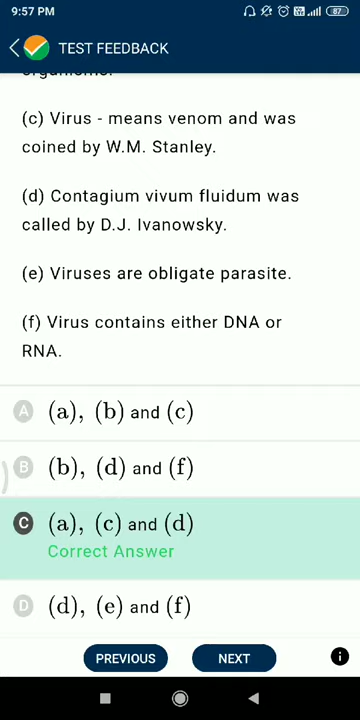 9:57 PM
87
TEST FEEDBACK
(c) Virus - means venom and was
coined by W.M. Stanley.
(d) Contagium vivum fluidum was
called by D.J. Ivanowsky.
(e) Viruses are obligate parasite.
(f) Virus contains either DNA or
RNA.
A (a), (b) and (c)
B (b), (d) and (f)
C (a), (c) and (d)
Correct Answer
D (d), (e) and (f)
PREVIOUS NEXT